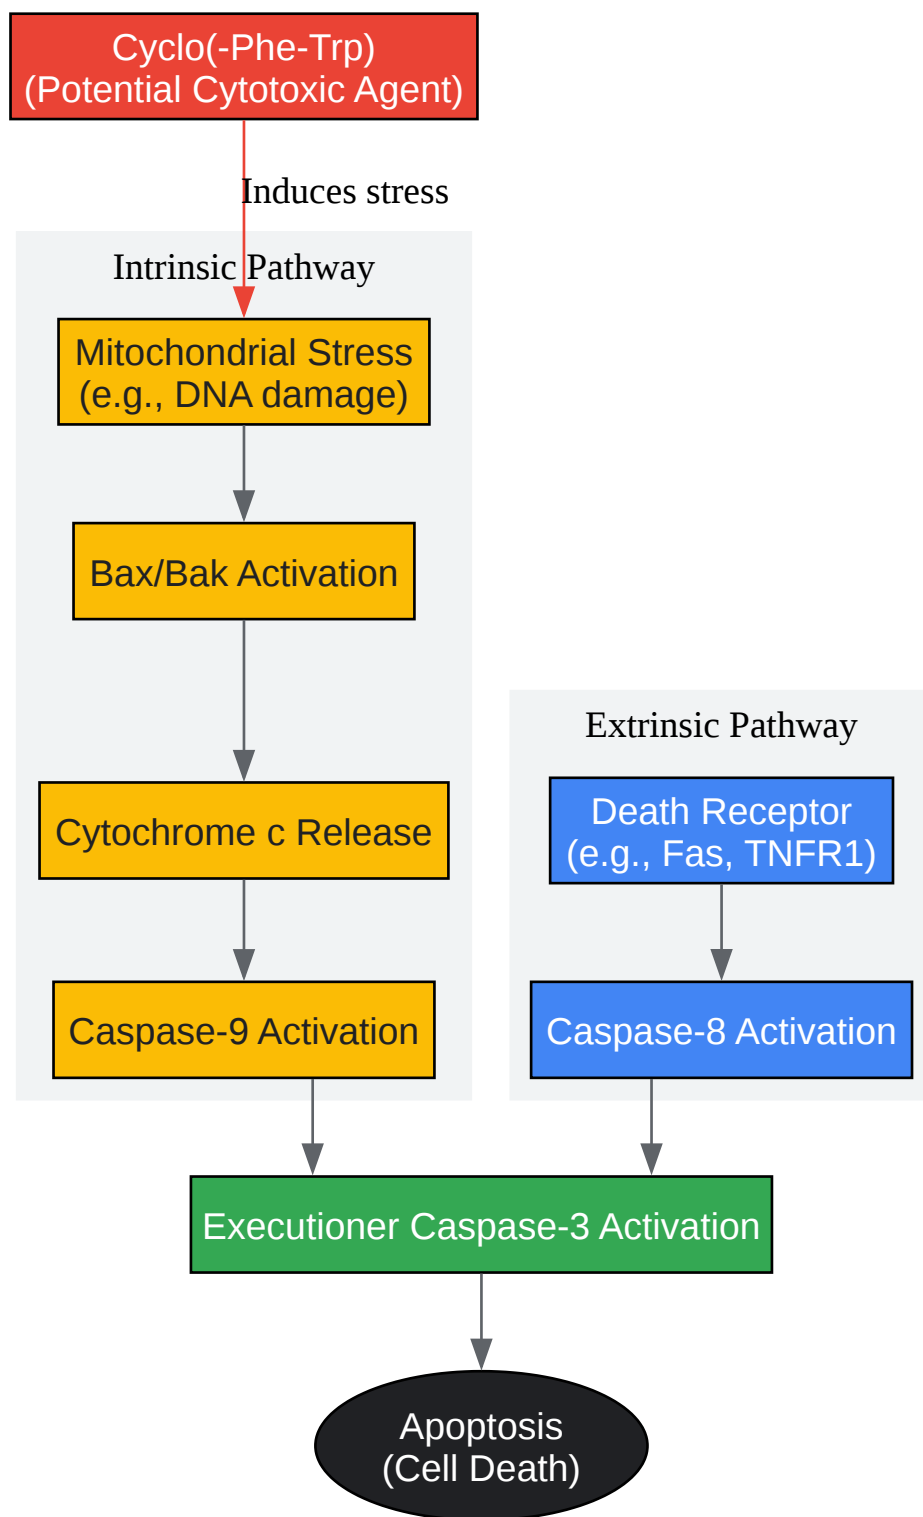 Cyclo(-Phe-Trp)
(Potential Cytotoxic Agent)
Induces stress
Intrinsic Pathway
Mitochondrial Stress
(e.g., DNA damage)
Bax/Bak Activation
Cytochrome c Release
Caspase-9 Activation
Extrinsic Pathway
Death Receptor
(e.g., Fas, TNFR1)
Caspase-8 Activation
Executioner Caspase-3 Activation
Apoptosis
(Cell Death)